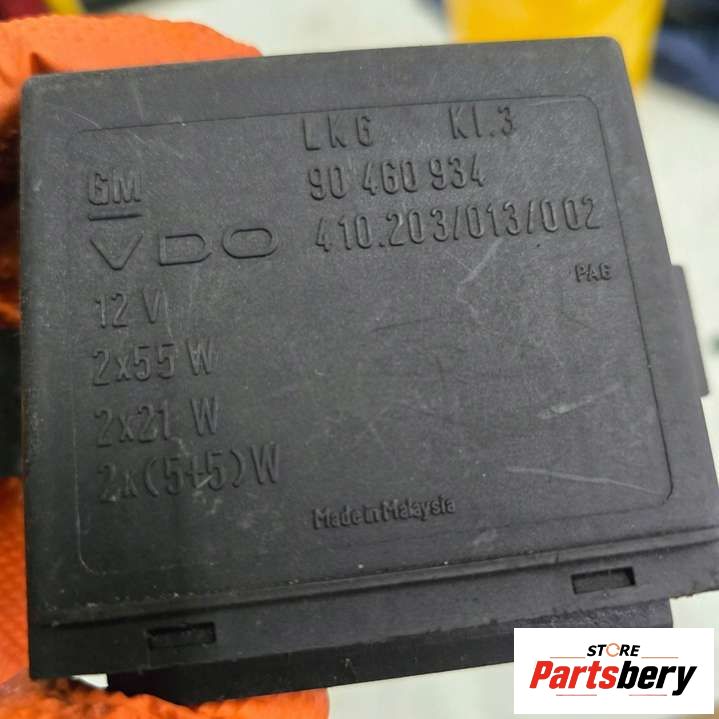 LKG KI.3
GM
90 460 934
VDO
410.203/013/002
PA6
12 V
2x55 W
2x21 W
2x(5+5)W
Made in Malaysia
STORE
Partsbery